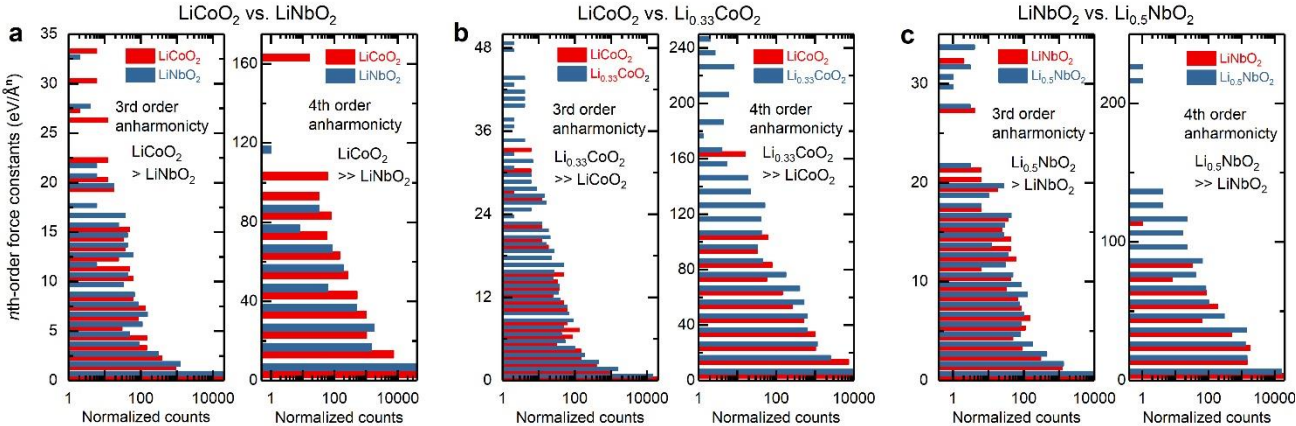 LiCoO₂ vs. LiNbO₂
LiCoO₂ vs. Li₀.₃₃CoO₂
LiNbO₂ vs. Li₀.₅NbO₂
a
b
c
nth-order force constants (eV/Åⁿ)
35
30
25
20
15
10
5
0
LiCoO₂
LiNbO₂
3rd order
anharmonicty
LiCoO₂
> LiNbO₂
1
100
10000
Normalized counts
160
120
80
40
0
LiCoO₂
LiNbO₂
4th order
anharmonicty
LiCoO₂
>> LiNbO₂
1
100
10000
Normalized counts
48
36
24
12
0
LiCoO₂
Li₀.₃₃CoO₂
3rd order
anharmonicty
Li₀.₃₃CoO₂
>> LiCoO₂
1
100
10000
Normalized counts
240
200
160
120
80
40
0
LiCoO₂
Li₀.₃₃CoO₂
4th order
anharmonicty
Li₀.₃₃CoO₂
>> LiCoO₂
1
100
10000
Normalized counts
30
20
10
0
LiNbO₂
Li₀.₅NbO₂
3rd order
anharmonicty
Li₀.₅NbO₂
> LiNbO₂
1
100
10000
Normalized counts
200
100
0
LiNbO₂
Li₀.₅NbO₂
4th order
anharmonicty
Li₀.₅NbO₂
>> LiNbO₂
1
100
10000
Normalized counts